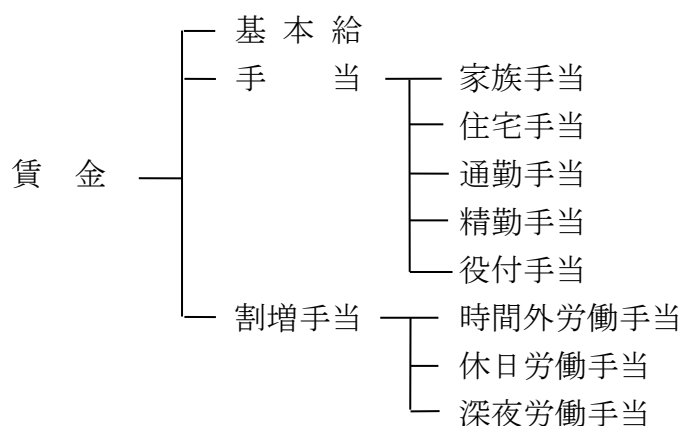 基 本 給
手 当 家族手当
住宅手当
賃 金 通勤手当
精勤手当
役付手当
割増手当 時間外労働手当
休日労働手当
深夜労働手当